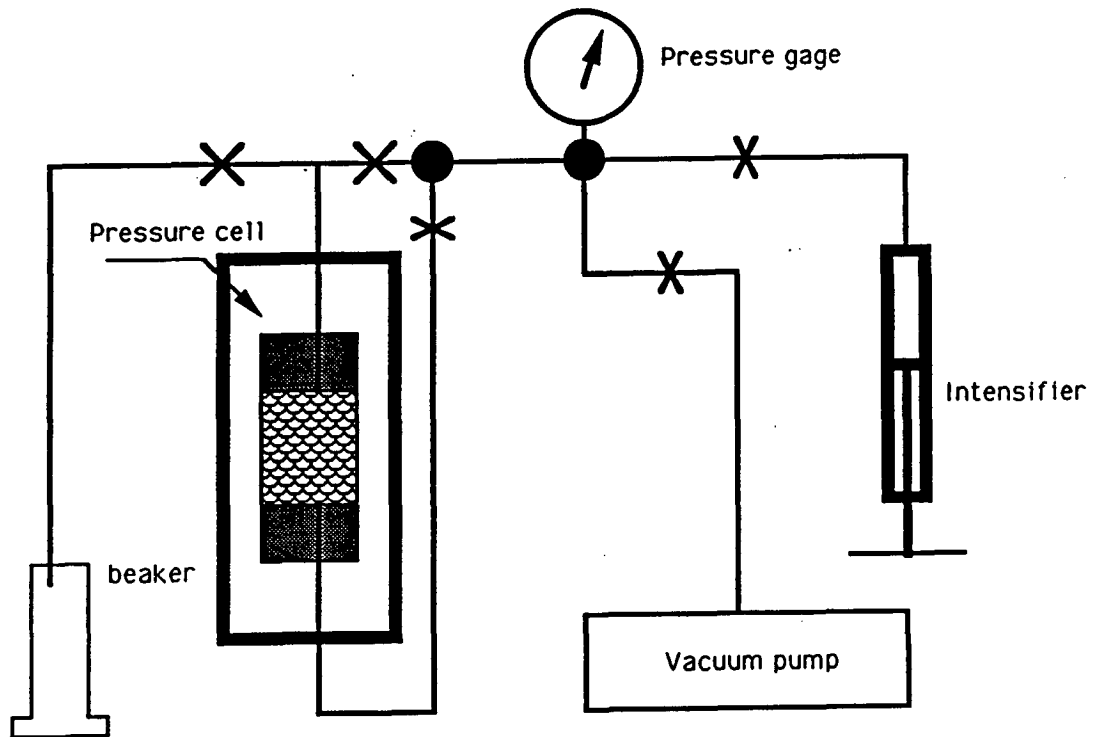 Pressure gage
Pressure cell
Intensifier
beaker
Vacuum pump